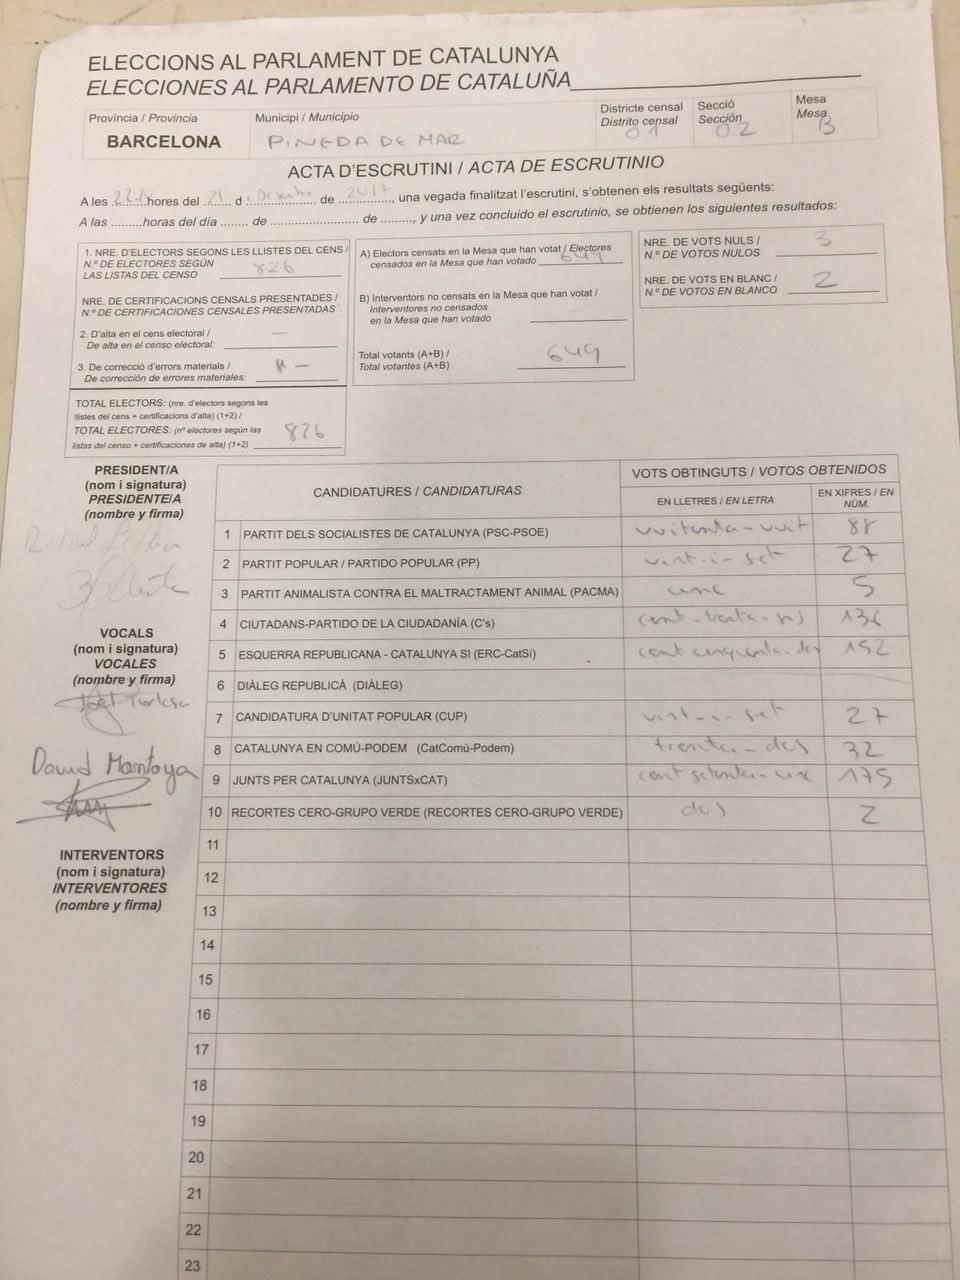 ELECCIONS AL PARLAMENT DE CATALUNYA
ELECCIONES AL PARLAMENTO DE CATALUÑA
Província / Provincia
BARCELONA
Municipi / Municipio
PINEDA DE MAR
Districte censal
Distrito censal
01
Secció
Sección
02
Mesa
Mesa
B
ACTA D'ESCRUTINI / ACTA DE ESCRUTINIO
A les ......... hores del 21 d ......... de 2017, una vegada finalitzat l'escrutini, s'obtenen els resultats següents:
A las .........horas del día ....... de ...................... de ........, y una vez concluido el escrutinio, se obtienen los siguientes resultados:
1. NRE. D'ELECTORS SEGONS LES LLISTES DEL CENS /
N.º DE ELECTORES SEGÚN
LAS LISTAS DEL CENSO 826
NRE. DE CERTIFICACIONS CENSALS PRESENTADES /
N.º DE CERTIFICACIONES CENSALES PRESENTADAS
2. D'alta en el cens electoral /
De alta en el censo electoral: —
3. De correcció d'errors materials /
De corrección de errores materiales: —
TOTAL ELECTORS: (nre. d'electors segons les
llistes del cens + certificacions d'alta) (1+2) /
TOTAL ELECTORES: (nº electores según las
listas del censo + certificaciones de alta) (1+2) 826
A) Electors censats en la Mesa que han votat / Electores
censados en la Mesa que han votado 649
B) Interventors no censats en la Mesa que han votat /
Interventores no censados
en la Mesa que han votado
Total votants (A+B) /
Total votantes (A+B) 649
NRE. DE VOTS NULS /
N.º DE VOTOS NULOS 3
NRE. DE VOTS EN BLANC /
N.º DE VOTOS EN BLANCO 2
PRESIDENT/A
(nom i signatura)
PRESIDENTE/A
(nombre y firma)
VOCALS
(nom i signatura)
VOCALES
(nombre y firma)
Joel Tortosa
David Montoya
INTERVENTORS
(nom i signatura)
INTERVENTORES
(nombre y firma)
CANDIDATURES / CANDIDATURAS
VOTS OBTINGUTS / VOTOS OBTENIDOS
EN LLETRES / EN LETRA
EN XIFRES / EN NÚM.
1 PARTIT DELS SOCIALISTES DE CATALUNYA (PSC-PSOE) vuitanta-vuit 88
2 PARTIT POPULAR / PARTIDO POPULAR (PP) vint-i-set 27
3 PARTIT ANIMALISTA CONTRA EL MALTRACTAMENT ANIMAL (PACMA) cinc 5
4 CIUTADANS-PARTIDO DE LA CIUDADANÍA (C's) cent-trenta-sis 136
5 ESQUERRA REPUBLICANA - CATALUNYA SI (ERC-CatSí) cent cinquanta-dos 152
6 DIÀLEG REPUBLICÀ (DIÀLEG)
7 CANDIDATURA D'UNITAT POPULAR (CUP) vint-i-set 27
8 CATALUNYA EN COMÚ-PODEM (CatComú-Podem) trenta-dos 32
9 JUNTS PER CATALUNYA (JUNTSxCAT) cent setanta-cinc 175
10 RECORTES CERO-GRUPO VERDE (RECORTES CERO-GRUPO VERDE) dos 2
11
12
13
14
15
16
17
18
19
20
21
22
23